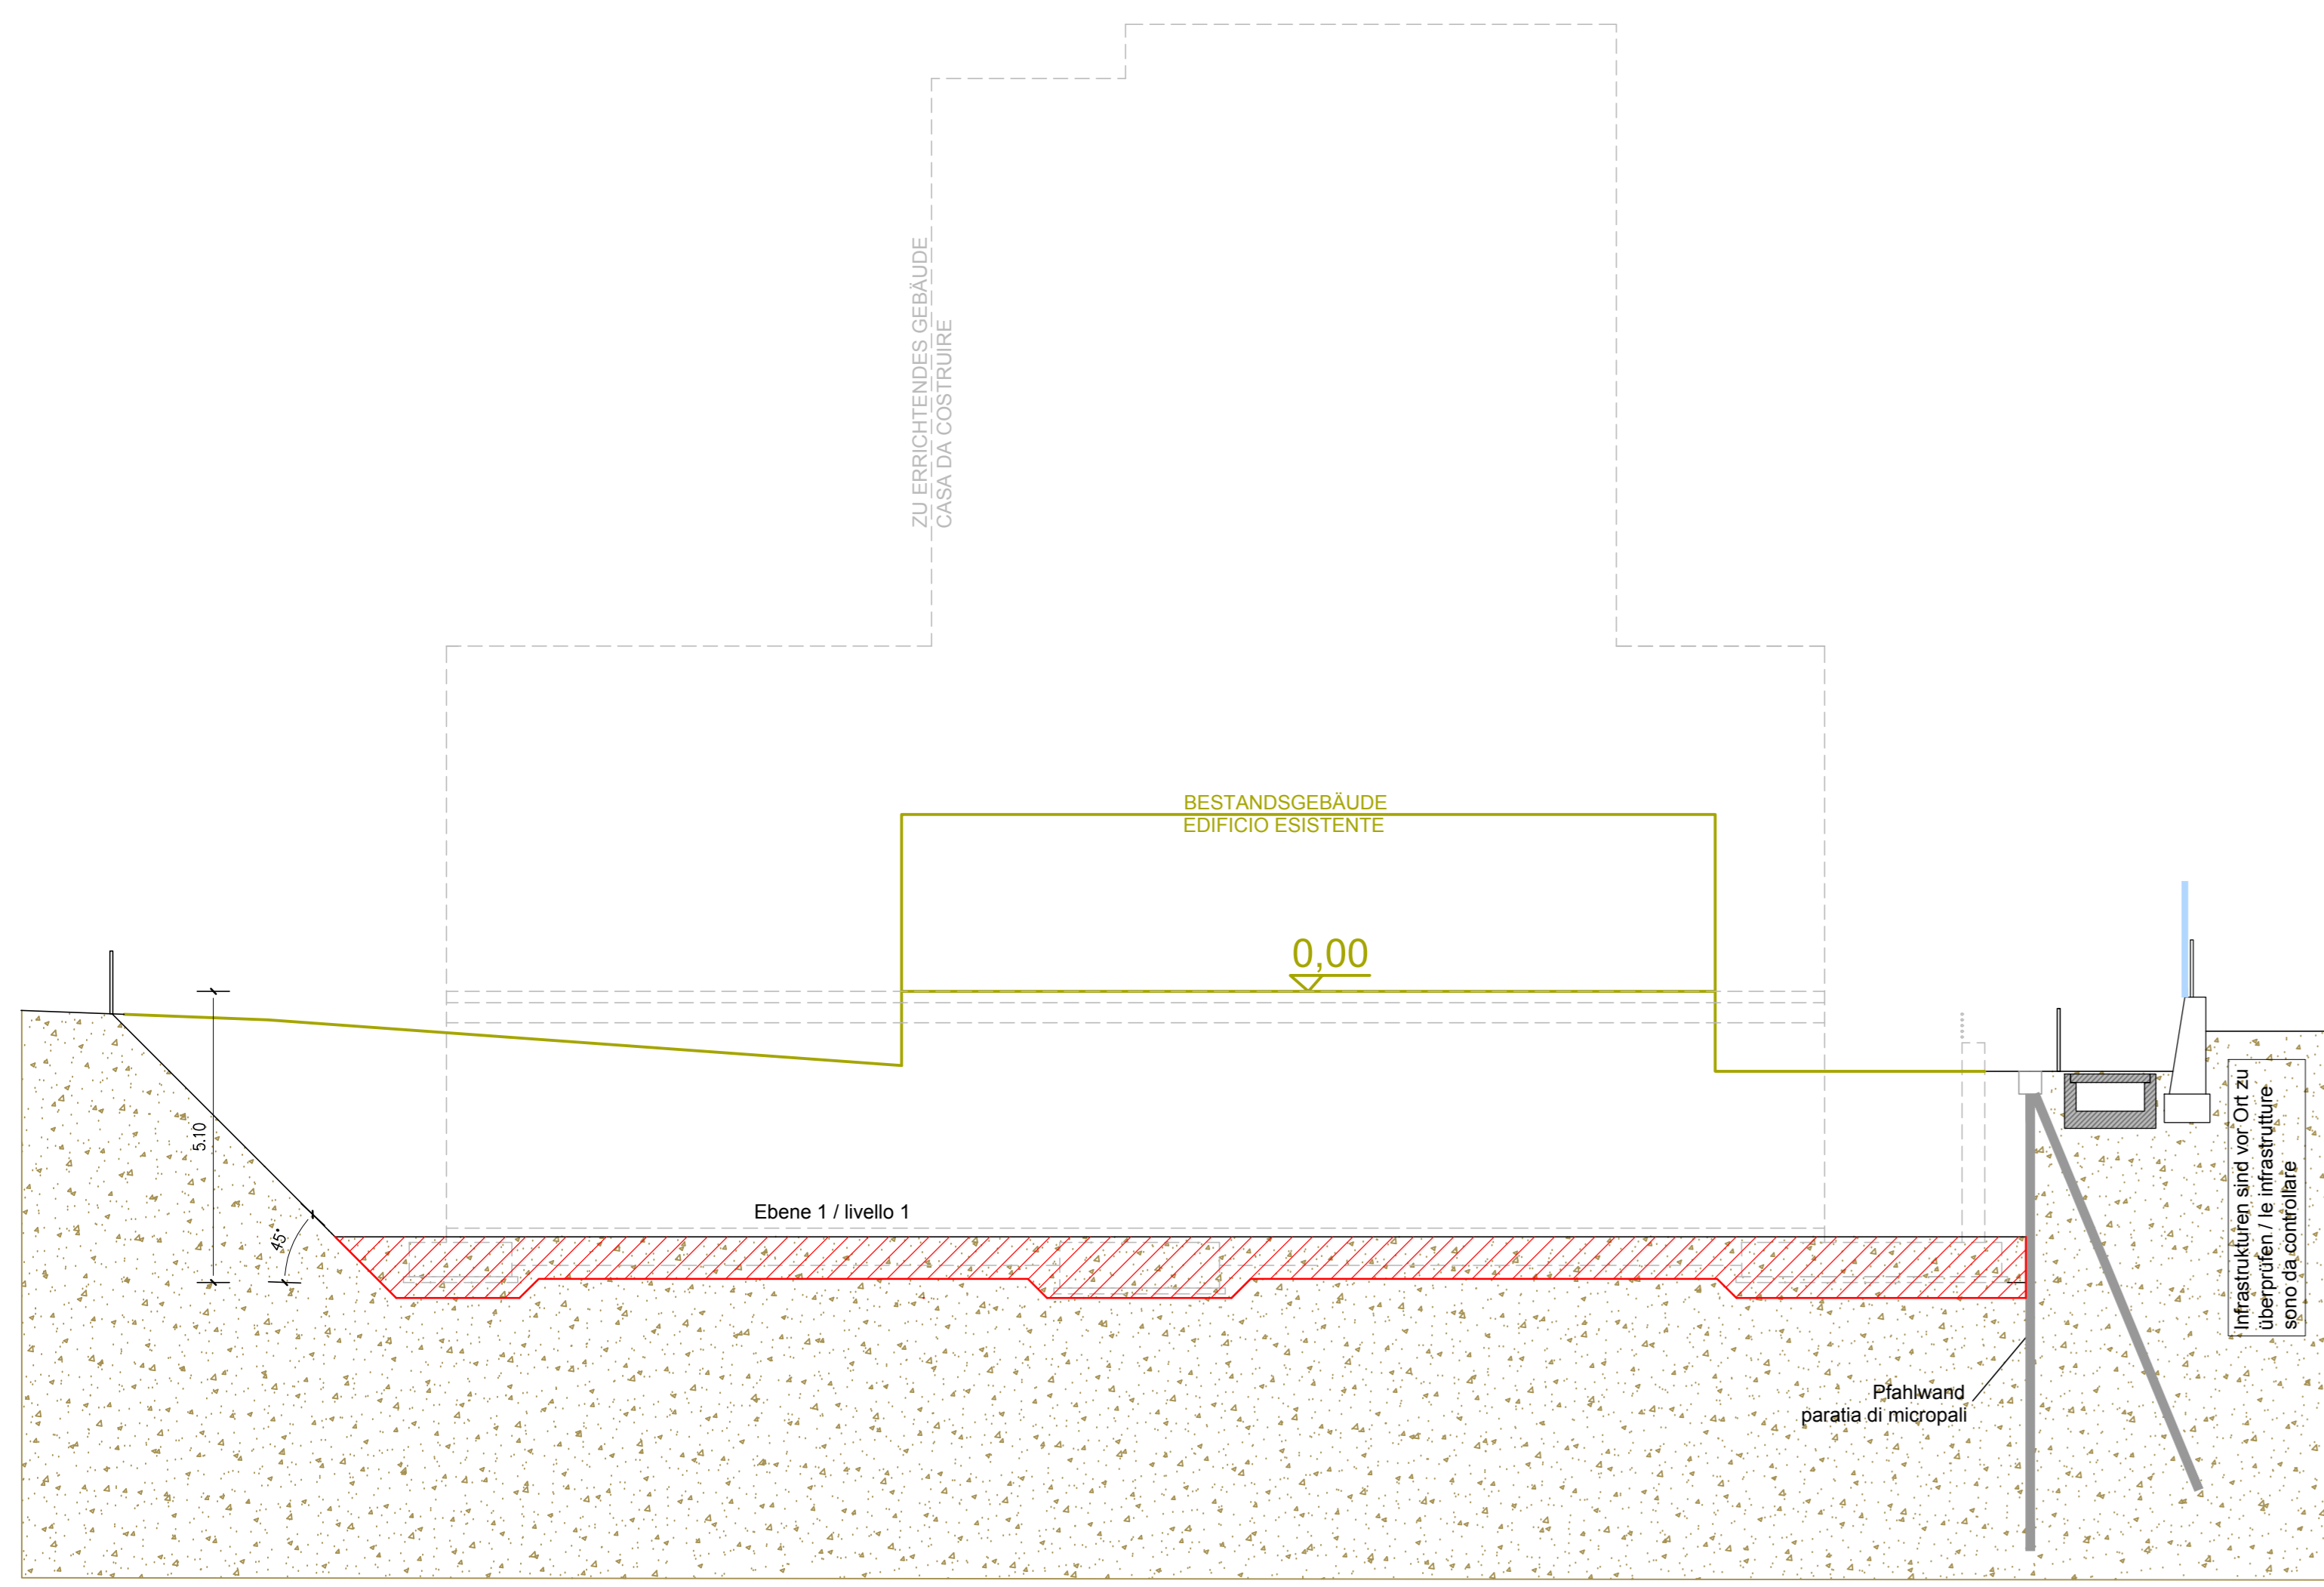 ZU ERRICHTENDES GEBÄUDE
CASA DA COSTRUIRE
BESTANDSGEBÄUDE
EDIFICIO ESISTENTE
0,00
5.10
45°
Ebene 1 / livello 1
Infrastrukturen sind vor Ort zu
überprüfen / le infrastrutture
sono da controllare
Pfahlwand
paratia di micropali